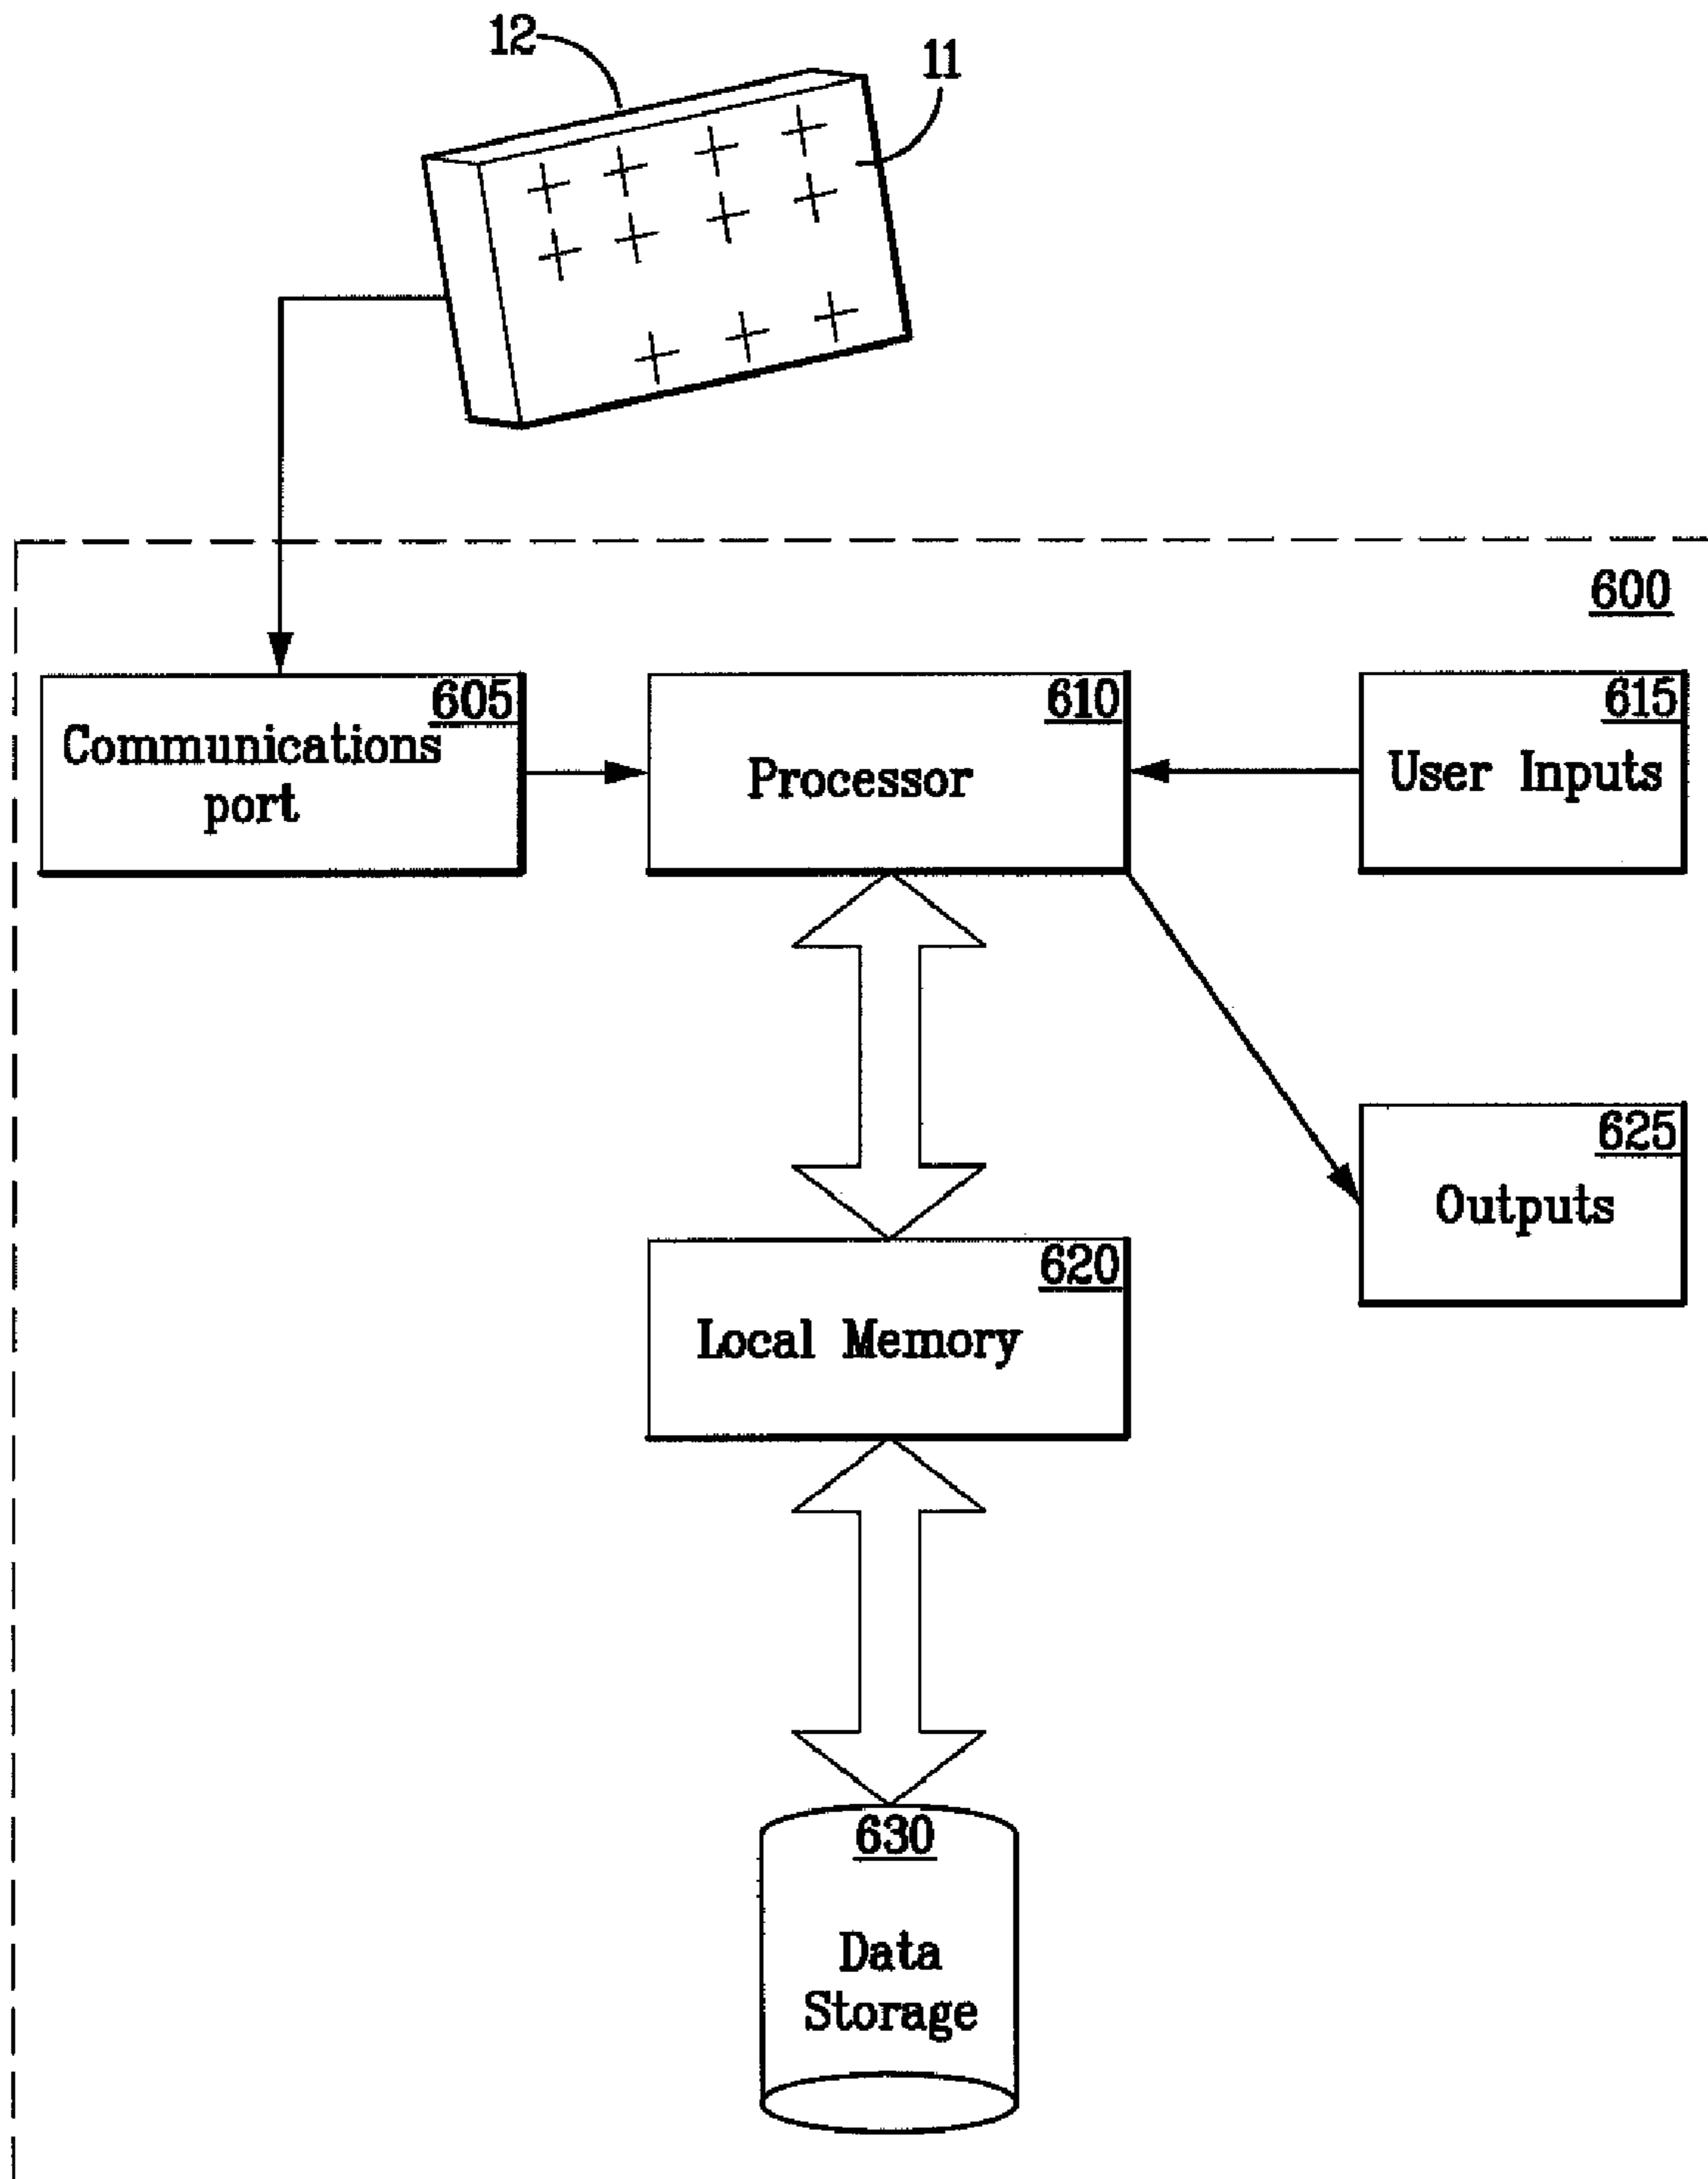 12
11
600
605
Communications
port
610
Processor
615
User Inputs
625
Outputs
620
Local Memory
630
Data
Storage